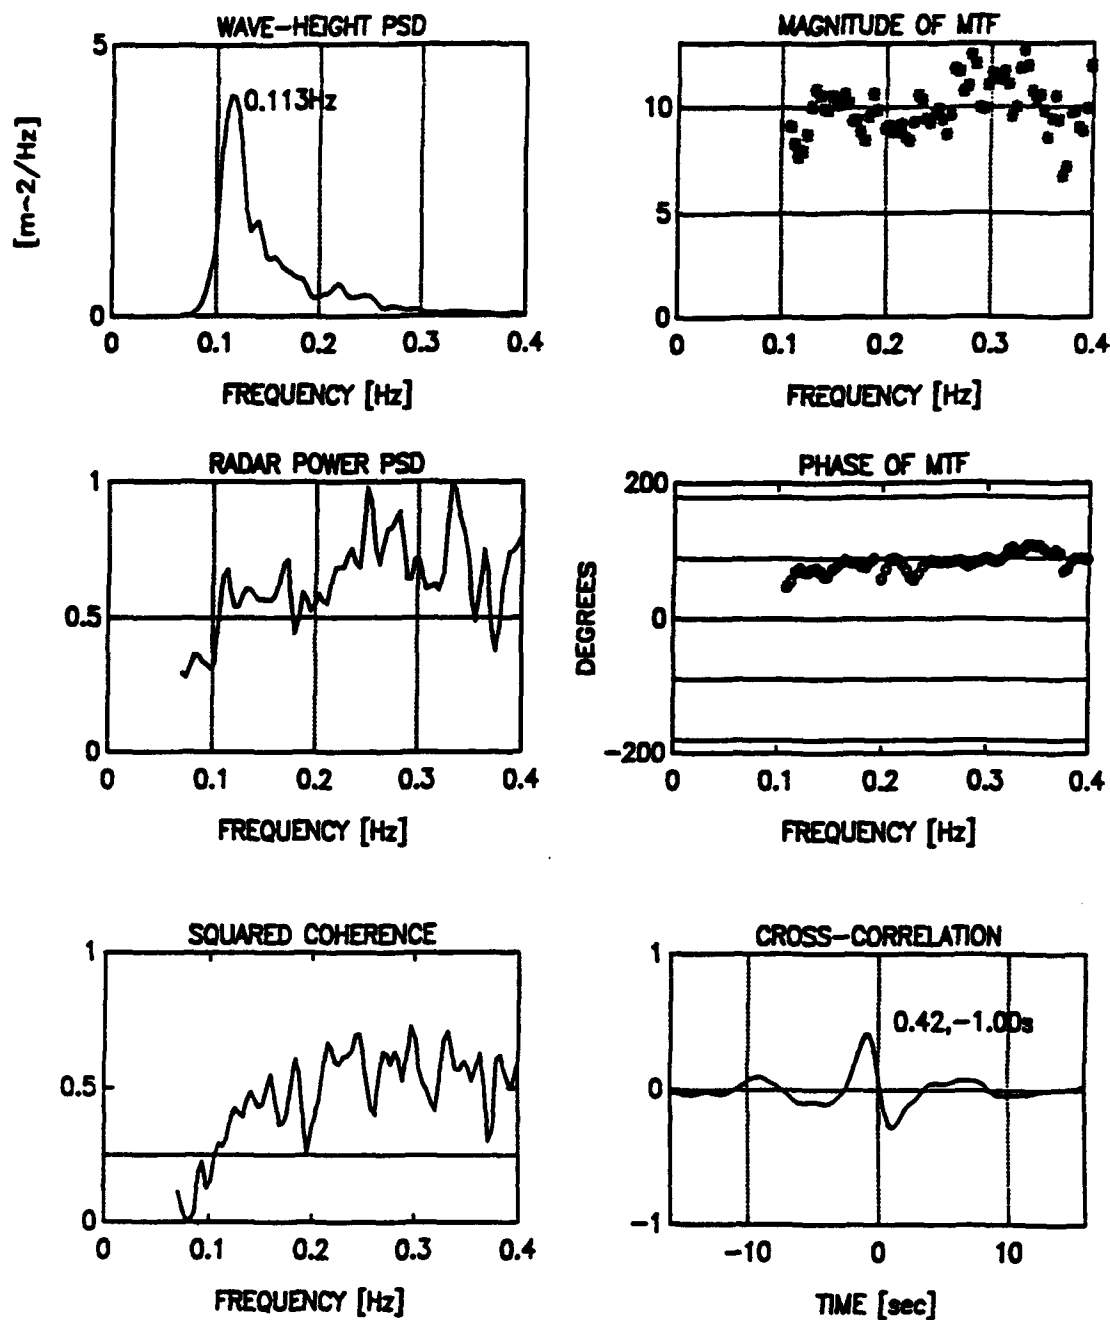 WAVE-HEIGHT PSD
5
0.113Hz
[m~2/Hz]
0
0 0.1 0.2 0.3 0.4
FREQUENCY [Hz]
MAGNITUDE OF MTF
10
5
0
0 0.1 0.2 0.3 0.4
FREQUENCY [Hz]
RADAR POWER PSD
1
0.5
0
0 0.1 0.2 0.3 0.4
FREQUENCY [Hz]
PHASE OF MTF
200
DEGREES
0
-200
0 0.1 0.2 0.3 0.4
FREQUENCY [Hz]
SQUARED COHERENCE
1
0.5
0
0 0.1 0.2 0.3 0.4
FREQUENCY [Hz]
CROSS-CORRELATION
1
0.42,-1.00s
0
-1
-10 0 10
TIME [sec]